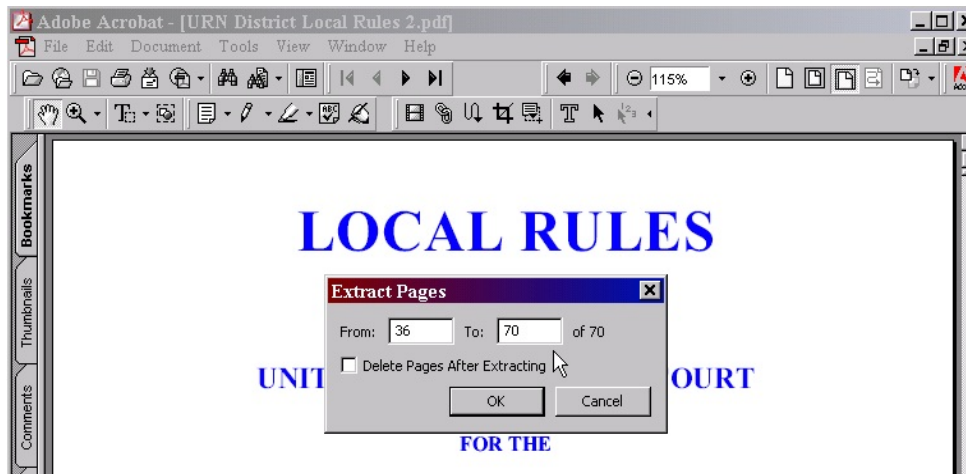 Adobe Acrobat - [URN District Local Rules 2.pdf]
File Edit Document Tools View Window Help
115%
Bookmarks
Thumbnails
Comments
LOCAL RULES
Extract Pages
From: 36 To: 70 of 70
Delete Pages After Extracting
OK Cancel
UNIT OURT
FOR THE